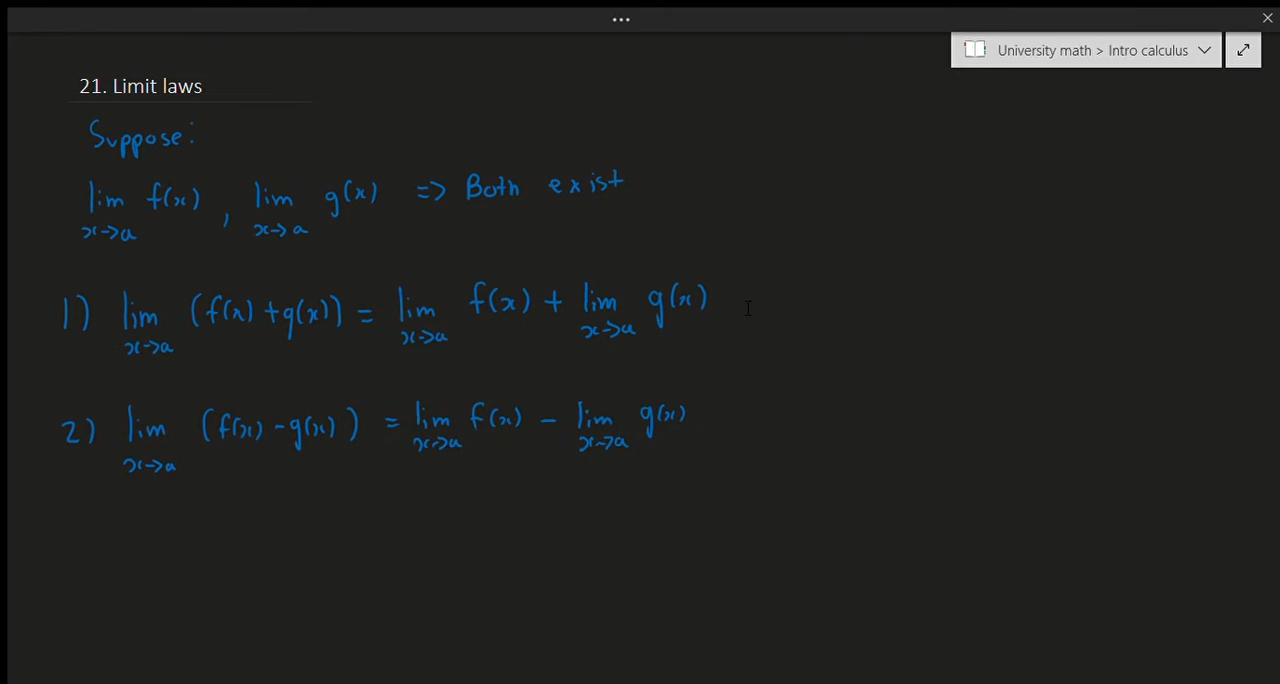 University math > Intro calculus
21. Limit laws
Suppose:
lim x→a f(x), lim x→a g(x) => Both exist
1) lim x→a (f(x)+g(x)) = lim x→a f(x) + lim x→a g(x)
2) lim x→a (f(x)-g(x)) = lim x→a f(x) - lim x→a g(x)